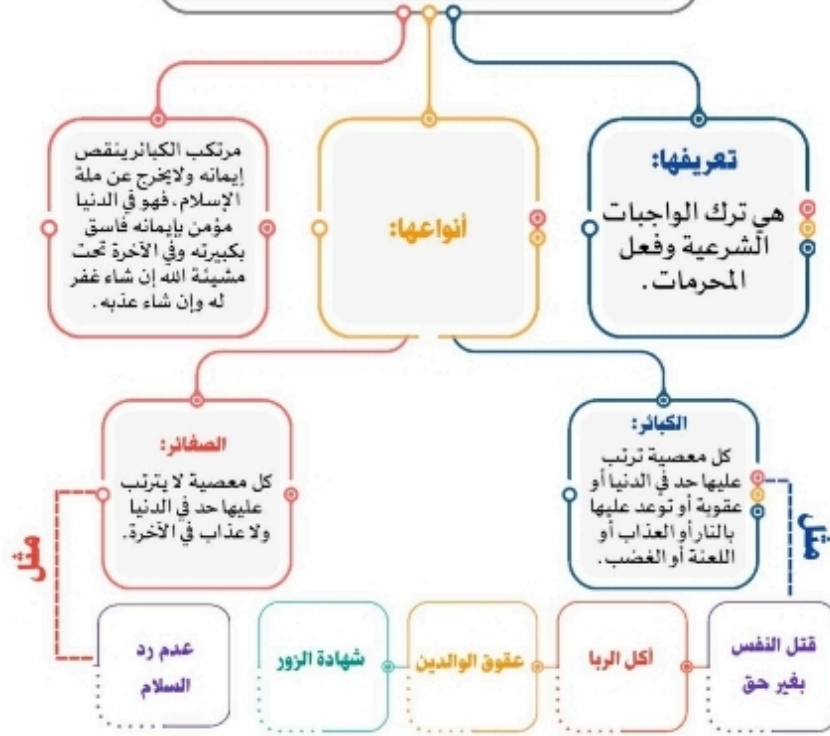 تعريفها:
هي ترك الواجبات
الشرعية وفعل
المحرمات.
أنواعها:
مرتكب الكبائر ينقص
إيمانه ولا يخرج عن ملة
الإسلام، فهو في الدنيا
مؤمن بإيمانه فاسق
بكبيرته وفي الآخرة تحت
مشيئة الله إن شاء غفر
له وإن شاء عذبه.
الكبائر:
كل معصية ترتب
عليها حد في الدنيا أو
عقوبة أو توعد عليها
بالنار أو العذاب أو
اللعنة أو الغضب.
مثل
الصغائر:
كل معصية لا يترتب
عليها حد في الدنيا
ولا عذاب في الآخرة.
مثل
قتل النفس
بغير حق
أكل الربا
عقوق الوالدين
شهادة الزور
عدم رد
السلام